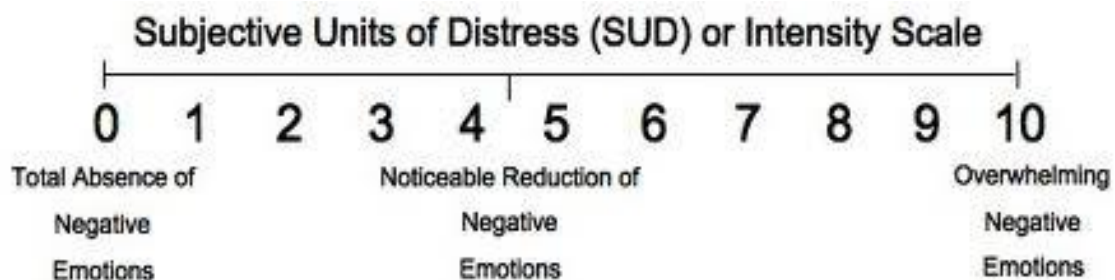 Subjective Units of Distress (SUD) or Intensity Scale
0 1 2 3 4 5 6 7 8 9 10
Total Absence of Noticeable Reduction of Overwhelming
Negative Negative Negative
Emotions Emotions Emotions